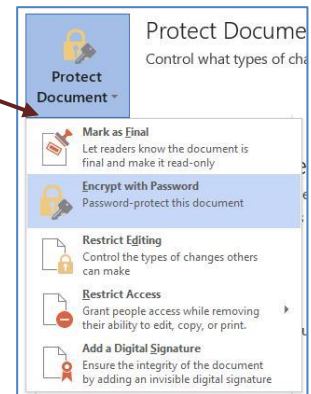 Protect Docume
Control what types of cha
Protect
Document
Mark as Final
Let readers know the document is
final and make it read-only
Encrypt with Password
Password-protect this document
Restrict Editing
Control the types of changes others
can make
Restrict Access
Grant people access while removing
their ability to edit, copy, or print.
Add a Digital Signature
Ensure the integrity of the document
by adding an invisible digital signature